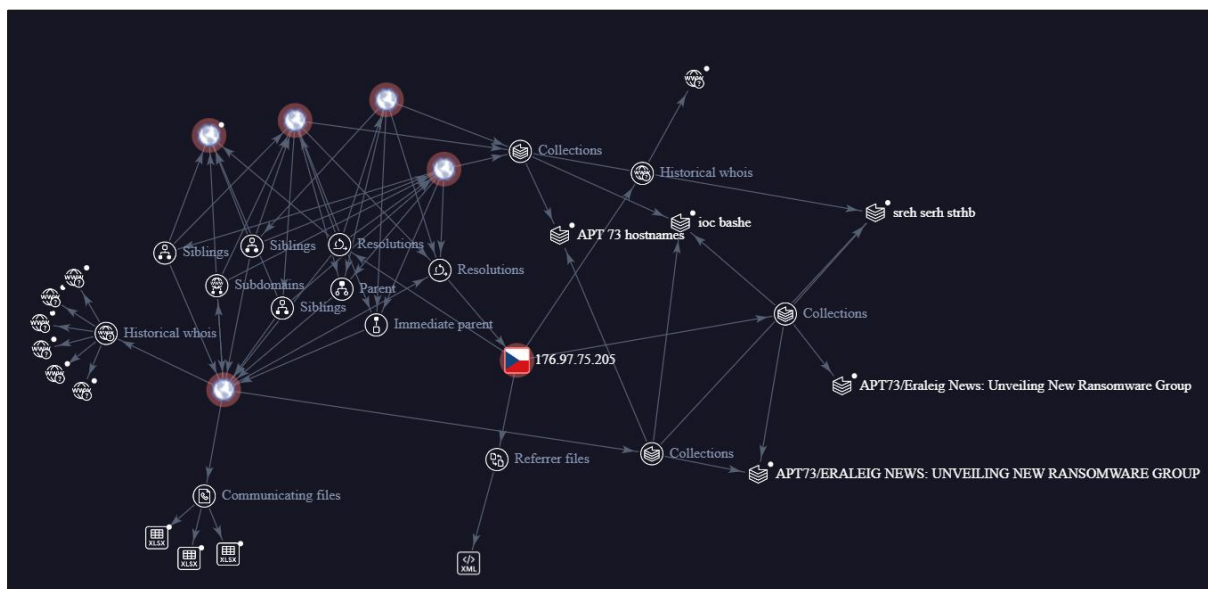 Collections
Historical whois
sreh serh strhb
ioc bashe
APT 73 hostnames
Siblings
Siblings
Resolutions
Resolutions
Subdomains
Parent
Siblings
Immediate parent
Historical whois
Collections
176.97.75.205
APT73/Eraleig News: Unveiling New Ransomware Group
Referrer files
Collections
APT73/ERALEIG NEWS: UNVEILING NEW RANSOMWARE GROUP
Communicating files
XLSX
XLSX
XLSX
XML